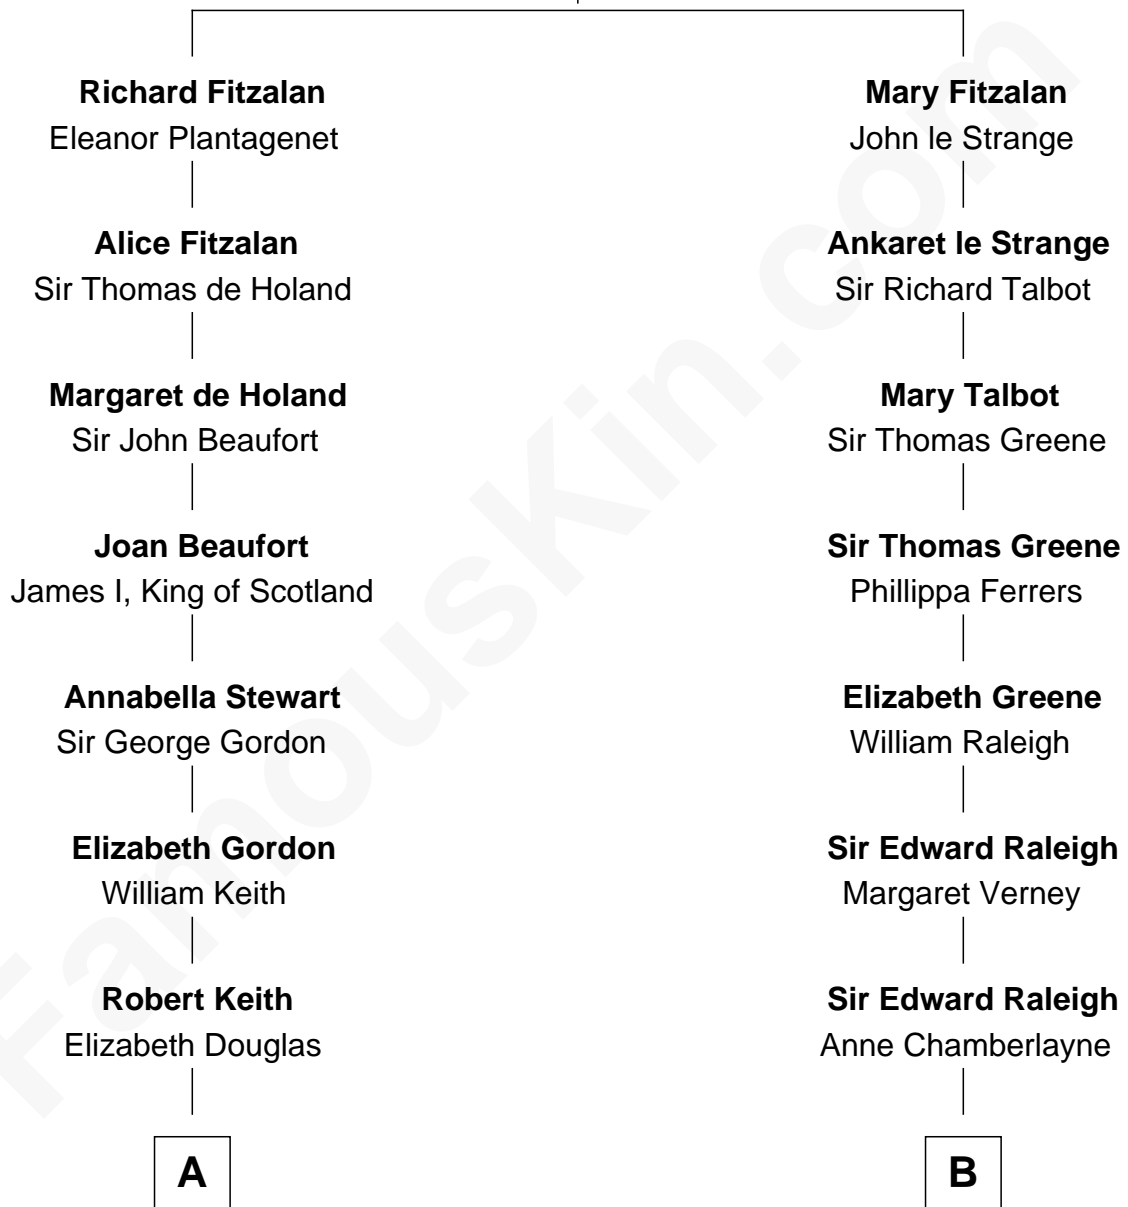 Richard Fitzalan
Eleanor Plantagenet
Alice Fitzalan
Sir Thomas de Holand
Margaret de Holand
Sir John Beaufort
Joan Beaufort
James I, King of Scotland
Annabella Stewart
Sir George Gordon
Elizabeth Gordon
William Keith
Robert Keith
Elizabeth Douglas
A
Mary Fitzalan
John le Strange
Ankaret le Strange
Sir Richard Talbot
Mary Talbot
Sir Thomas Greene
Sir Thomas Greene
Phillippa Ferrers
Elizabeth Greene
William Raleigh
Sir Edward Raleigh
Margaret Verney
Sir Edward Raleigh
Anne Chamberlayne
B
FamousKin.com